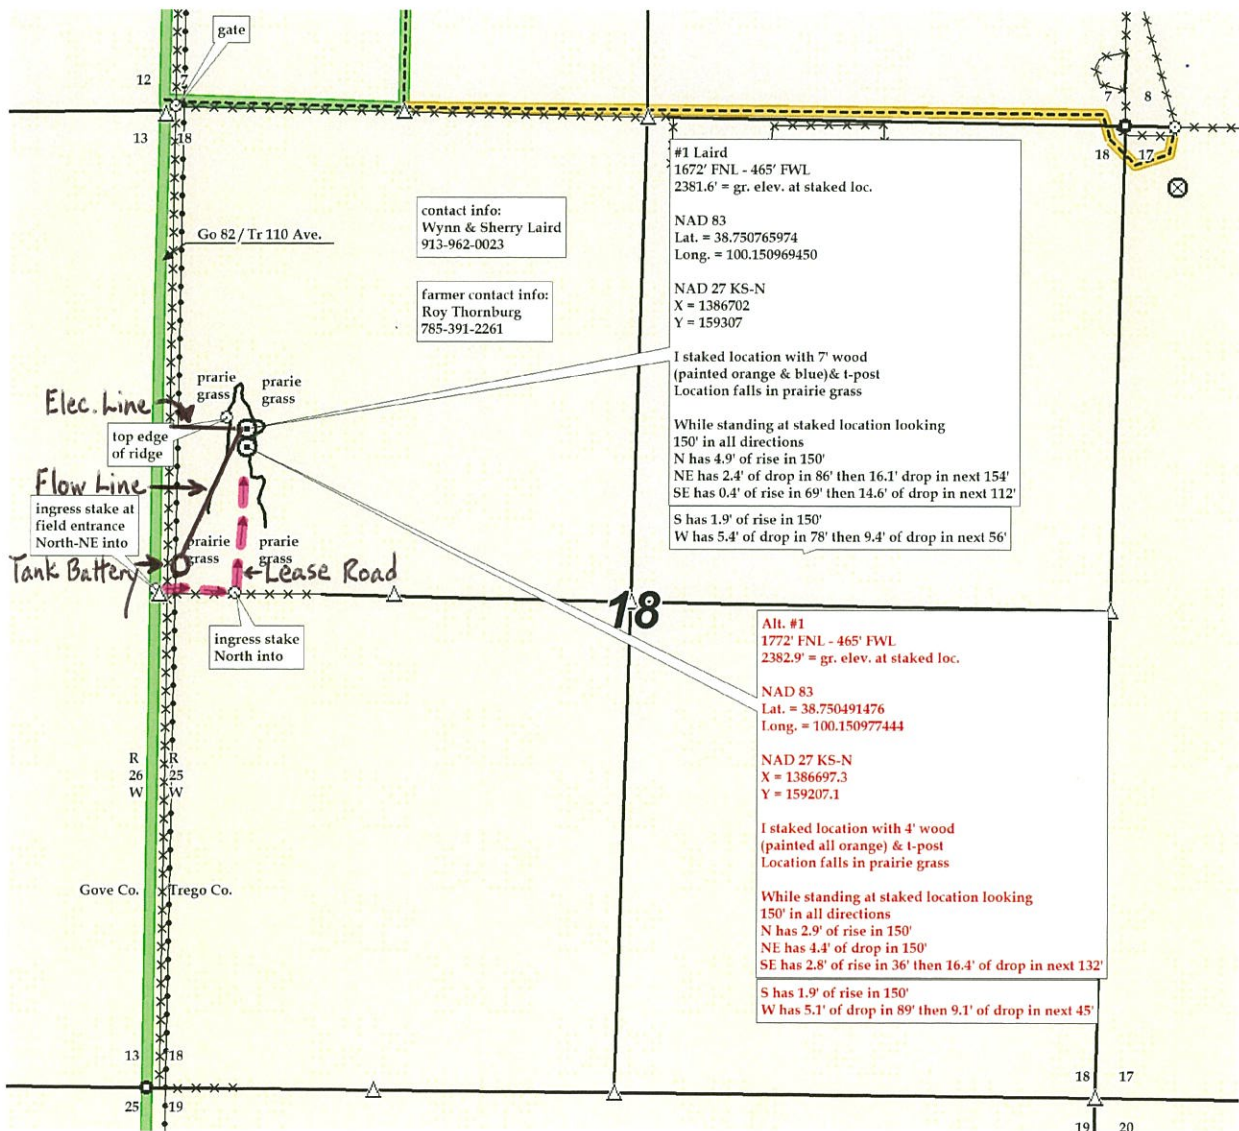 gate
12
7
7
8
13
18
18
17
#1 Laird
1672' FNL - 465' FWL
2381.6' = gr. elev. at staked loc.
NAD 83
Lat. = 38.750765974
Long. = 100.150969450
NAD 27 KS-N
X = 1386702
Y = 159307
I staked location with 7' wood
(painted orange & blue)& t-post
Location falls in prairie grass
While standing at staked location looking
150' in all directions
N has 4.9' of rise in 150'
NE has 2.4' of drop in 86' then 16.1' drop in next 154'
SE has 0.4' of rise in 69' then 14.6' of drop in next 112'
S has 1.9' of rise in 150'
W has 5.4' of drop in 78' then 9.4' of drop in next 56'
contact info:
Wynn & Sherry Laird
913-962-0023
Go 82 / Tr 110 Ave.
farmer contact info:
Roy Thornburg
785-391-2261
prarie
grass
prarie
grass
Elec. Line
top edge
of ridge
Flow Line
ingress stake at
field entrance
North-NE into
prarie
grass
prarie
grass
Tank Battery
Lease Road
18
ingress stake
North into
Alt. #1
1772' FNL - 465' FWL
2382.9' = gr. elev. at staked loc.
NAD 83
Lat. = 38.750491476
Long. = 100.150977444
NAD 27 KS-N
X = 1386697.3
Y = 159207.1
I staked location with 4' wood
(painted all orange) & t-post
Location falls in prairie grass
While standing at staked location looking
150' in all directions
N has 2.9' of rise in 150'
NE has 4.4' of drop in 150'
SE has 2.8' of rise in 36' then 16.4' of drop in next 132'
S has 1.9' of rise in 150'
W has 5.1' of drop in 89' then 9.1' of drop in next 45'
R
26
W
R
25
W
Gove Co.
Trego Co.
13
18
25
19
18
17
19
20